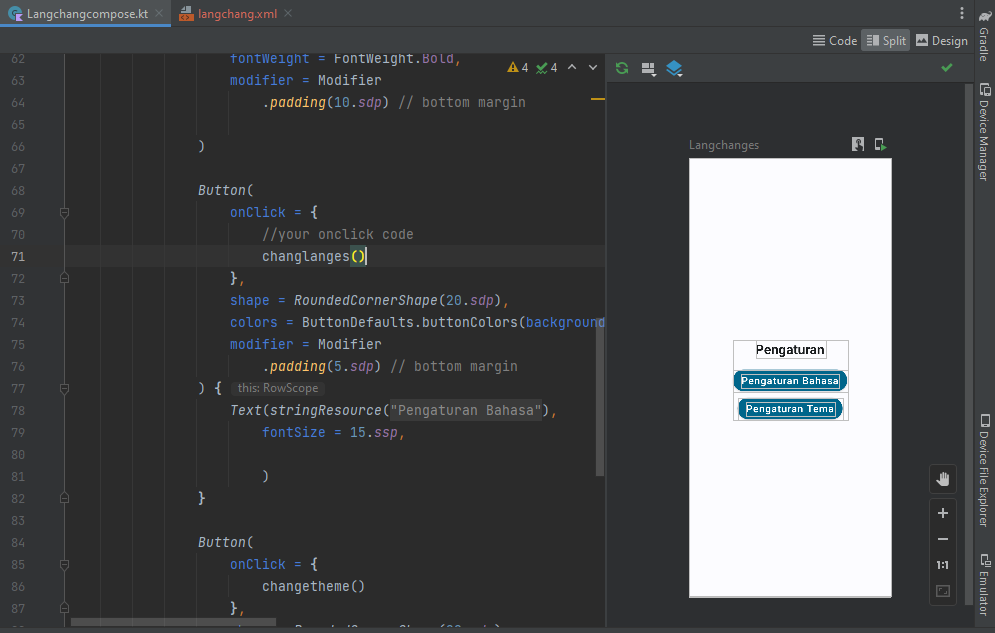 Langchangcompose.kt
langchang.xml
Code
Split
Design
62 fontWeight = FontWeight.Bold,
4 4
63 modifier = Modifier
64 .padding(10.sdp) // bottom margin
65
66 )
67
68 Button(
69 onClick = {
70 //your onclick code
71 changlanges()
72 },
73 shape = RoundedCornerShape(20.sdp),
74 colors = ButtonDefaults.buttonColors(background
75 modifier = Modifier
76 .padding(5.sdp) // bottom margin
77 ) { this: RowScope
78 Text(stringResource("Pengaturan Bahasa"),
79 fontSize = 15.ssp,
80
81 )
82 }
83
84 Button(
85 onClick = {
86 changetheme()
87 },
Langchanges
Pengaturan
Pengaturan Bahasa
Pengaturan Tema
1:1
Gradle
Device Manager
Device File Explorer
Emulator